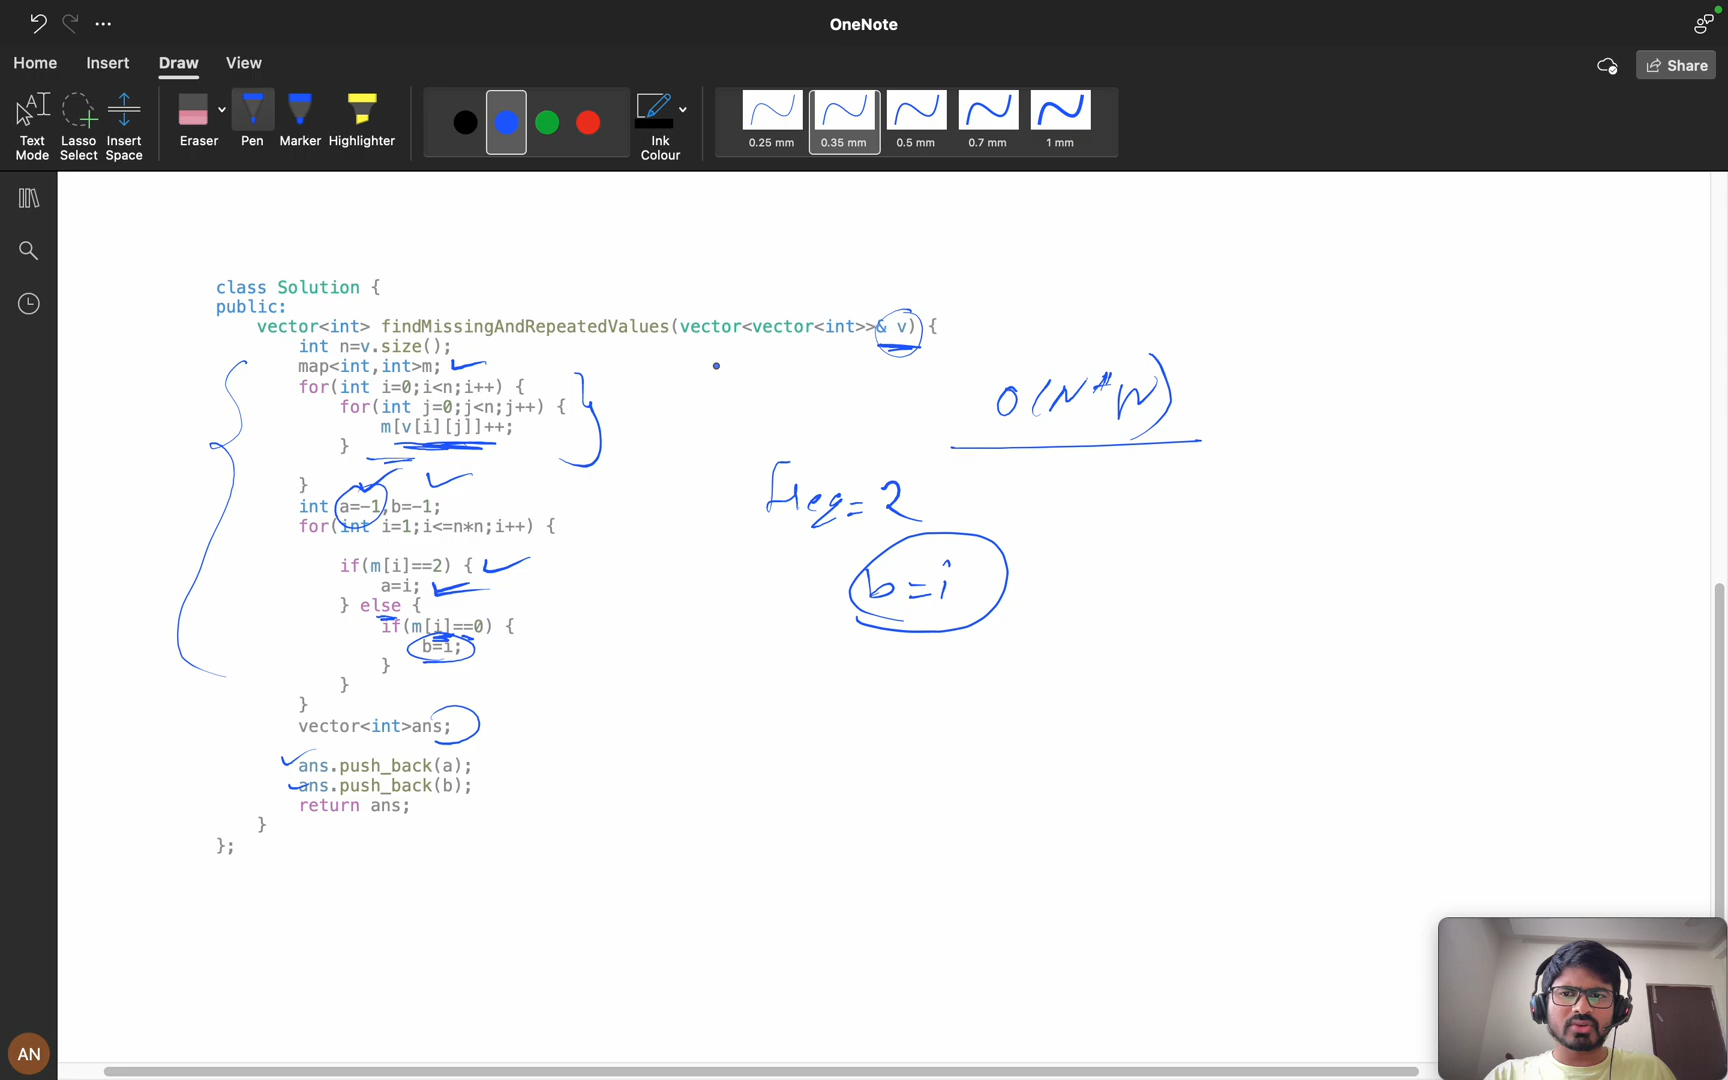 OneNote
Home Insert Draw View
Share
Text Mode
Lasso Select
Insert Space
Eraser
Pen
Marker
Highlighter
Ink Colour
0.25 mm
0.35 mm
0.5 mm
0.7 mm
1 mm
class Solution {
public:
    vector<int> findMissingAndRepeatedValues(vector<vector<int>>& v) {
        int n=v.size();
        map<int,int>m;
        for(int i=0;i<n;i++) {
            for(int j=0;j<n;j++) {
                m[v[i][j]]++;
            }
        }
        int a=-1,b=-1;
        for(int i=1;i<=n*n;i++) {
            if(m[i]==2) {
                a=i;
            } else {
                if(m[i]==0) {
                    b=i;
                }
            }
        }
        vector<int>ans;
        ans.push_back(a);
        ans.push_back(b);
        return ans;
    }
};
O(N*N)
freq=2
b=i
AN